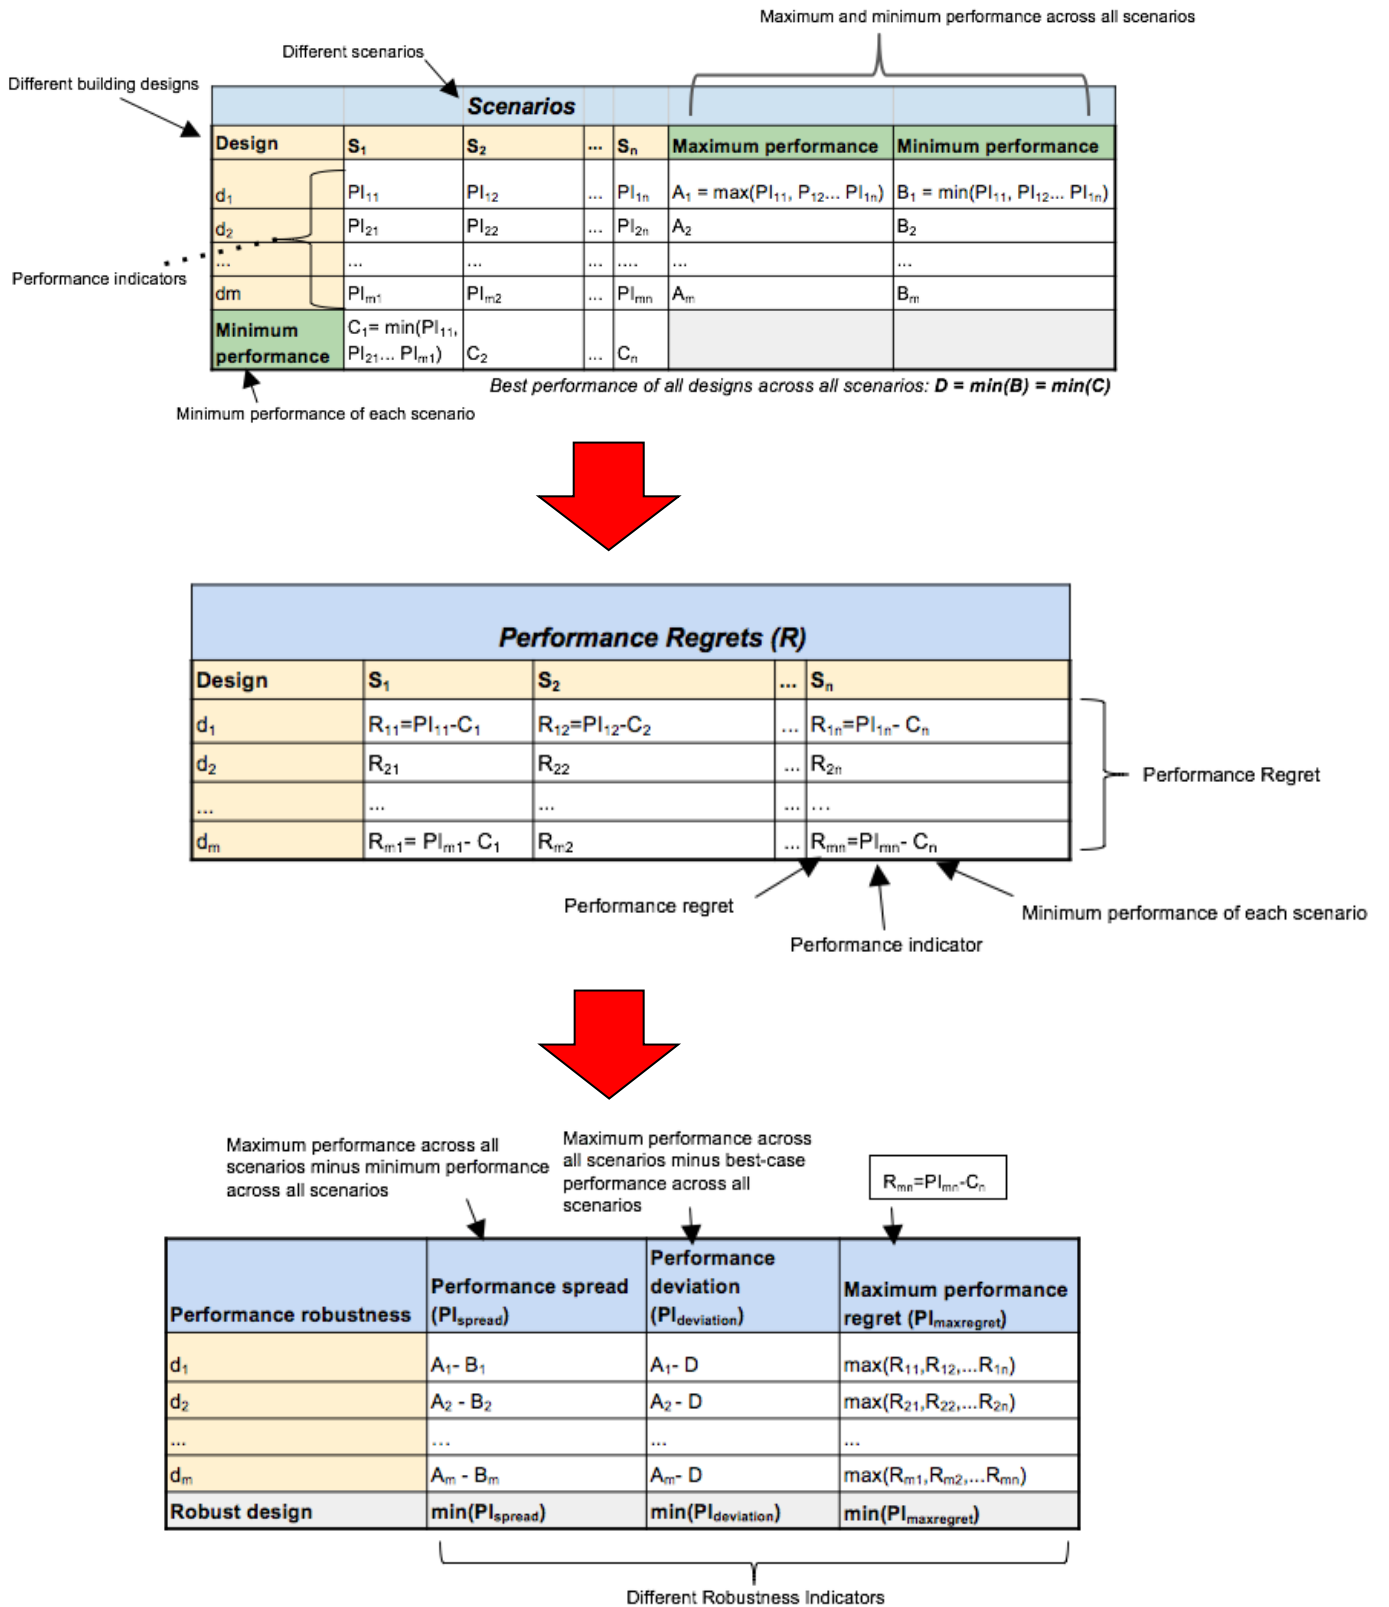 Maximum and minimum performance across all scenarios
Different scenarios
Different building designs
Scenarios
Design S₁ S₂ ... Sₙ Maximum performance Minimum performance
d₁ PI₁₁ PI₁₂ ... PI₁ₙ A₁ = max(PI₁₁, P₁₂... PI₁ₙ) B₁ = min(PI₁₁, PI₁₂... PI₁ₙ)
d₂ PI₂₁ PI₂₂ ... PI₂ₙ A₂ B₂
... ... ... ... .... ... ...
Performance indicators
dm PIₘ₁ PIₘ₂ ... PIₘₙ Aₘ Bₘ
Minimum performance C₁= min(PI₁₁, PI₂₁... PIₘ₁) C₂ ... Cₙ
Best performance of all designs across all scenarios: D = min(B) = min(C)
Minimum performance of each scenario
Performance Regrets (R)
Design S₁ S₂ ... Sₙ
d₁ R₁₁=PI₁₁-C₁ R₁₂=PI₁₂-C₂ ... R₁ₙ=PI₁ₙ- Cₙ
d₂ R₂₁ R₂₂ ... R₂ₙ
... ... ... ... ...
dₘ Rₘ₁= PIₘ₁- C₁ Rₘ₂ ... Rₘₙ=PIₘₙ- Cₙ
Performance Regret
Performance regret
Performance indicator
Minimum performance of each scenario
Maximum performance across all
scenarios minus minimum performance
across all scenarios
Maximum performance across
all scenarios minus best-case
performance across all
scenarios
Rₘₙ=PIₘₙ-Cₙ
Performance robustness Performance spread (PIspread) Performance deviation (PIdeviation) Maximum performance regret (PImaxregret)
d₁ A₁- B₁ A₁- D max(R₁₁,R₁₂,...R₁ₙ)
d₂ A₂ - B₂ A₂ - D max(R₂₁,R₂₂,...R₂ₙ)
... ... ... ...
dₘ Aₘ - Bₘ Aₘ- D max(Rₘ₁,Rₘ₂,...Rₘₙ)
Robust design min(PIspread) min(PIdeviation) min(PImaxregret)
Different Robustness Indicators